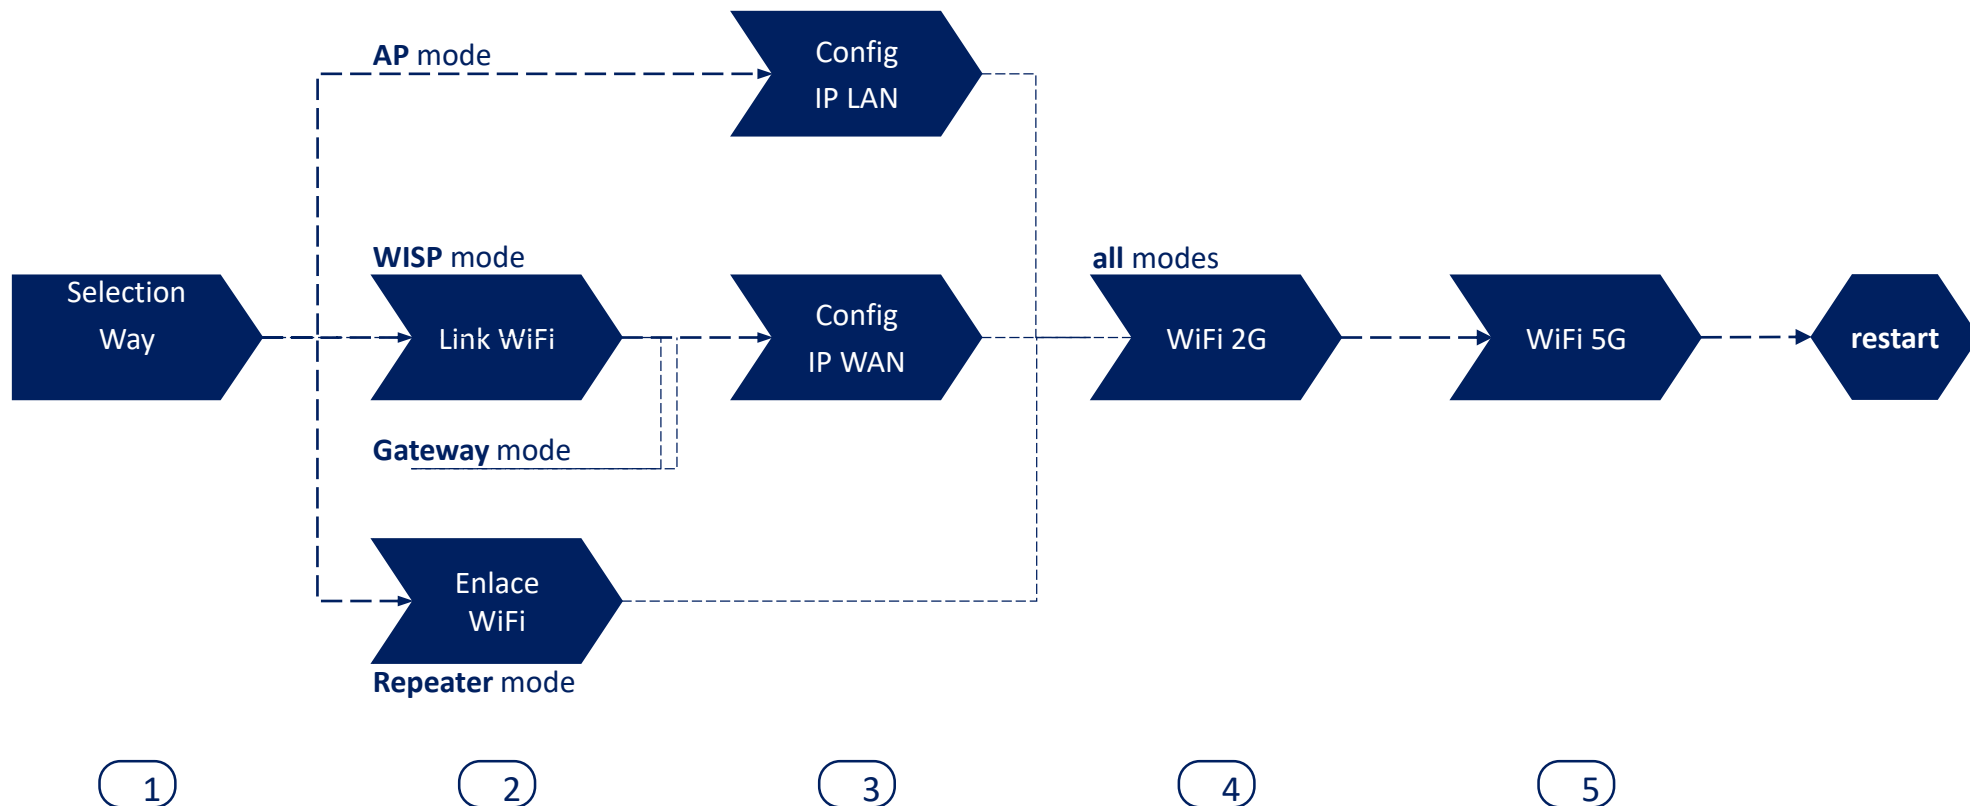 AP mode
Config
IP LAN
WISP mode
all modes
Selection
Way
Link WiFi
Config
IP WAN
WiFi 2G
WiFi 5G
restart
Gateway mode
Enlace
WiFi
Repeater mode
1
2
3
4
5